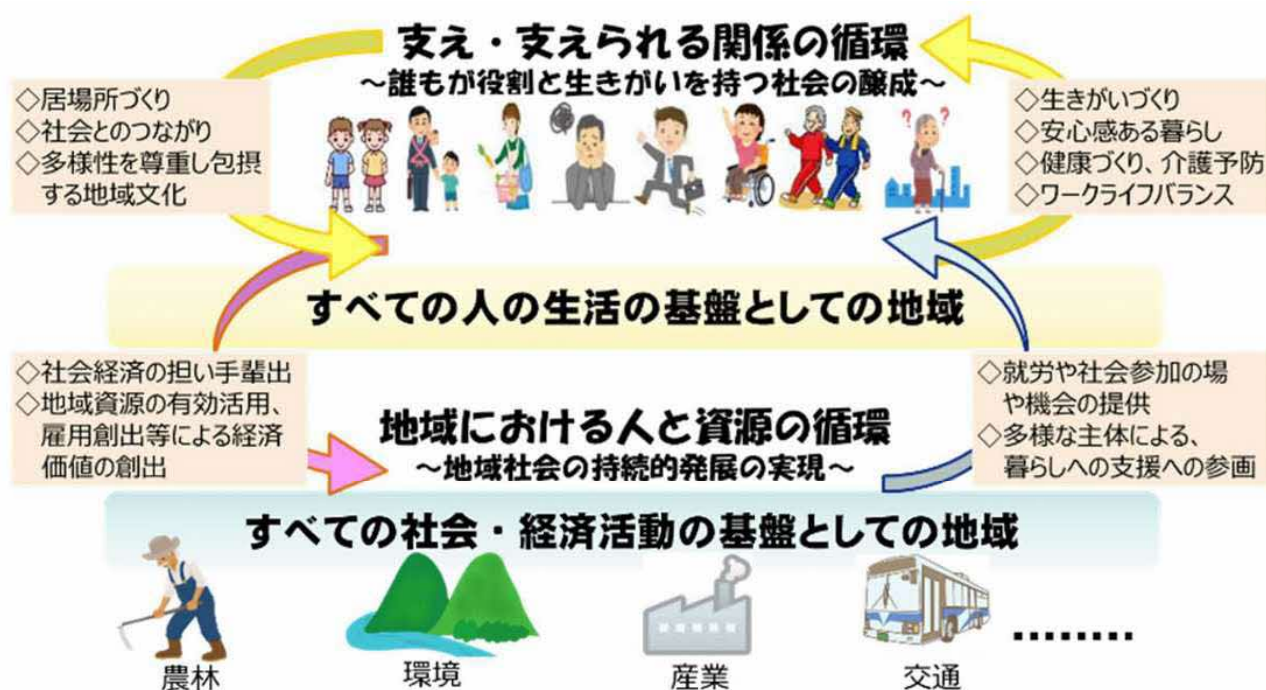 支え・支えられる関係の循環
~誰もが役割と生きがいを持つ社会の醸成~
◇居場所づくり
◇社会とのつながり
◇多様性を尊重し包摂
する地域文化
◇生きがいづくり
◇安心感ある暮らし
◇健康づくり、介護予防
◇ワークライフバランス
? ?
すべての人の生活の基盤としての地域
◇社会経済の担い手輩出
◇地域資源の有効活用、
雇用創出等による経済
価値の創出
地域における人と資源の循環
~地域社会の持続的発展の実現~
◇就労や社会参加の場
や機会の提供
◇多様な主体による、
暮らしへの支援への参画
すべての社会・経済活動の基盤としての地域
農林
環境
産業
交通
········